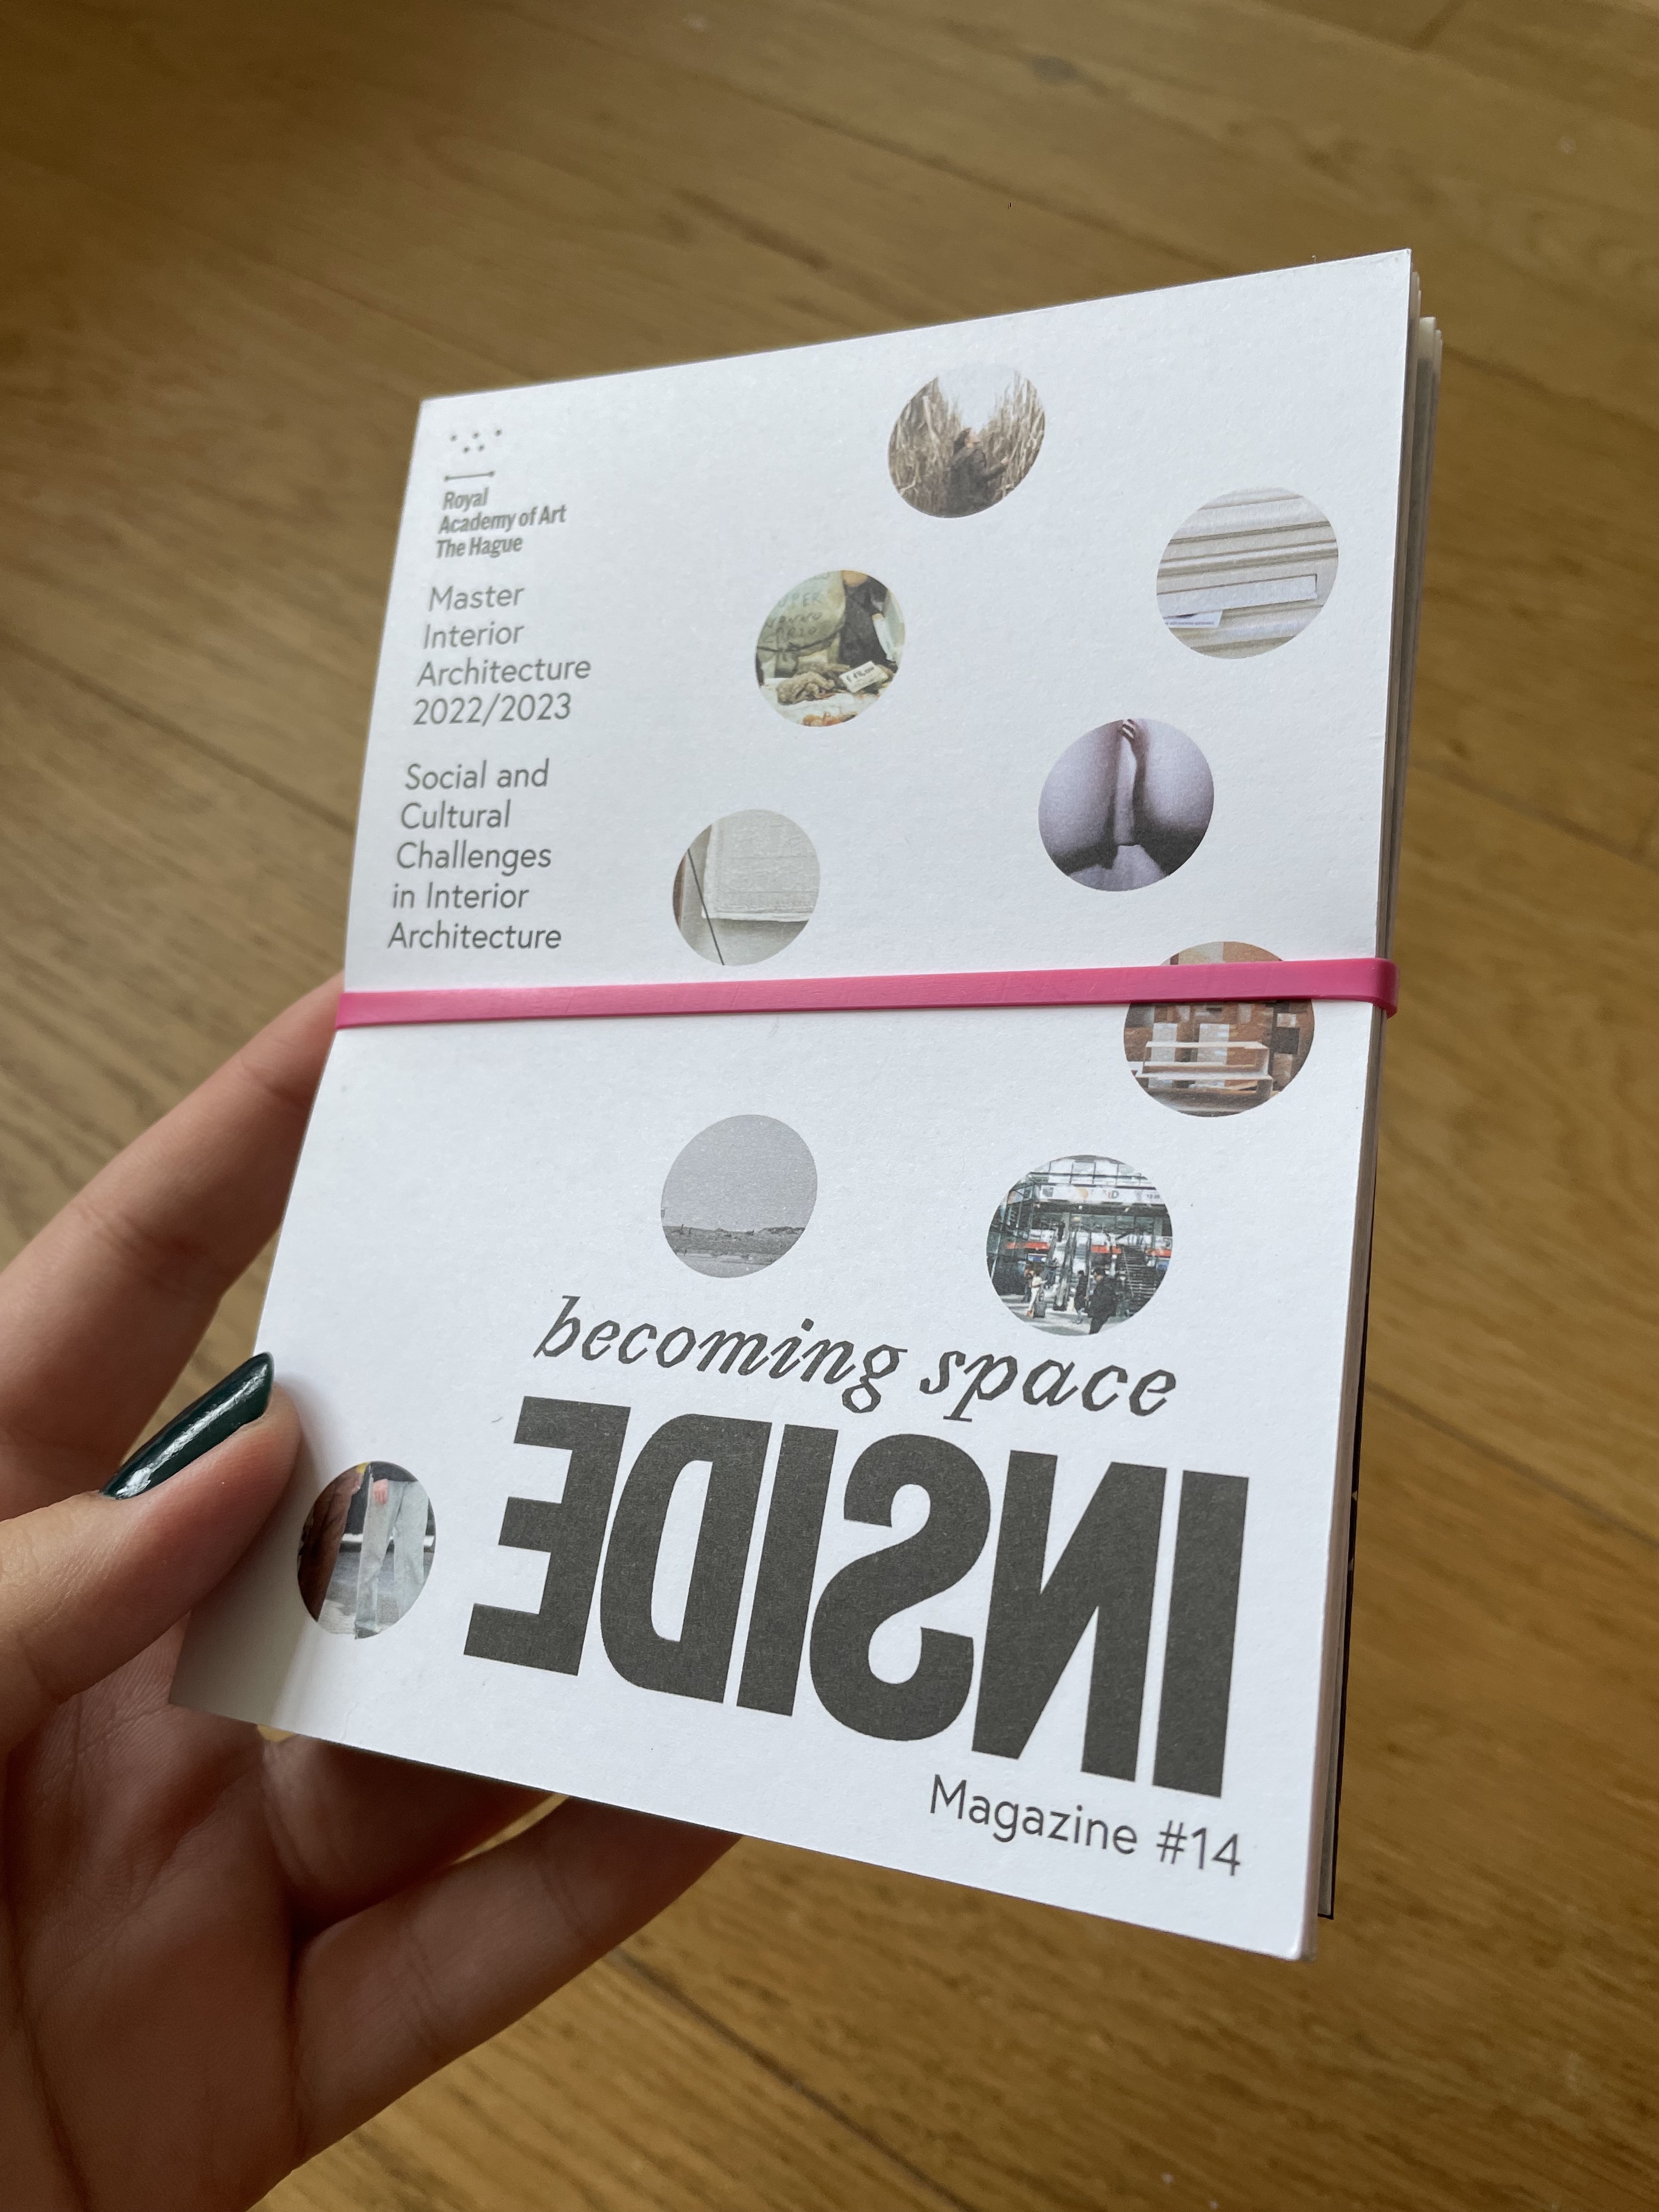 Royal
Academy of Art
The Hague
Master
Interior
Architecture
2022/2023
Social and
Cultural
Challenges
in Interior
Architecture
becoming space
INSIDE
Magazine #14